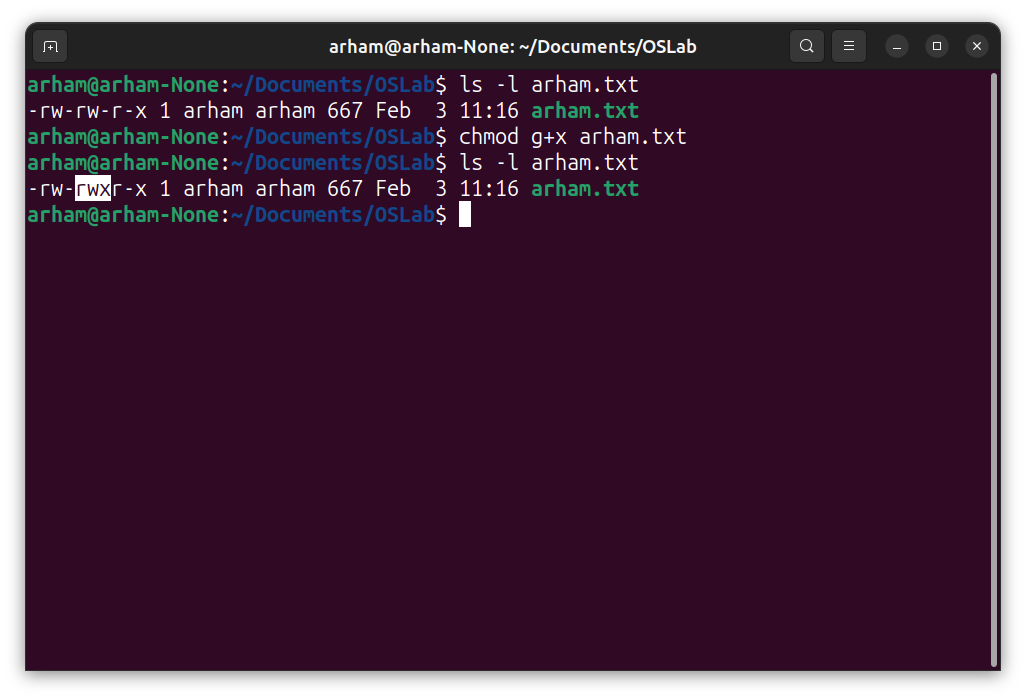 arham@arham-None: ~/Documents/OSLab
arham@arham-None:~/Documents/OSLab$ ls -l arham.txt
-rw-rw-r-x 1 arham arham 667 Feb  3 11:16 arham.txt
arham@arham-None:~/Documents/OSLab$ chmod g+x arham.txt
arham@arham-None:~/Documents/OSLab$ ls -l arham.txt
-rw-rwxr-x 1 arham arham 667 Feb  3 11:16 arham.txt
arham@arham-None:~/Documents/OSLab$